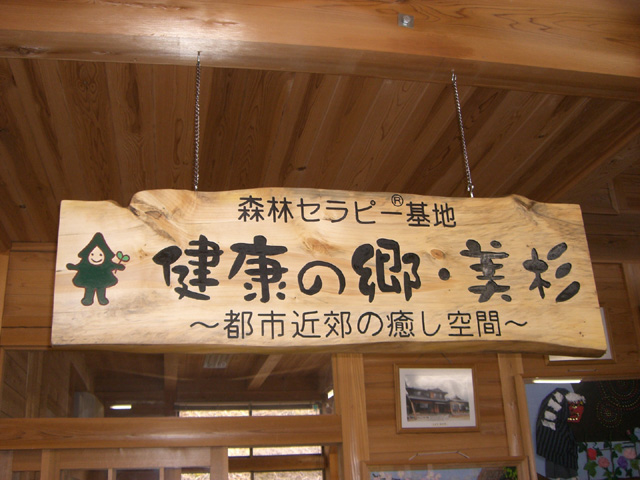 森林セラピー®基地
健康の郷・美杉
～都市近郊の癒し空間～